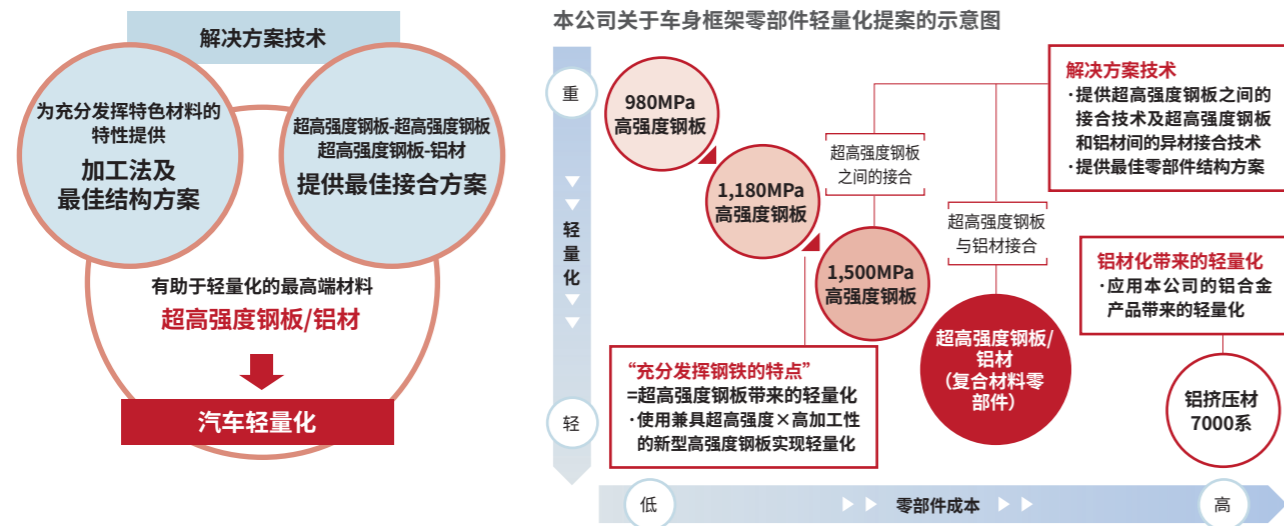 解决方案技术
为充分发挥特色材料的
特性提供
加工法及
最佳结构方案
超高强度钢板-超高强度钢板
超高强度钢板-铝材
提供最佳接合方案
有助于轻量化的最高端材料
超高强度钢板/铝材
汽车轻量化
本公司关于车身框架零部件轻量化提案的示意图
重
轻量化
轻
980MPa
高强度钢板
1,180MPa
高强度钢板
1,500MPa
高强度钢板
超高强度钢板
之间的接合
超高强度钢板
与铝材接合
超高强度钢板/
铝材
（复合材料零
部件）
解决方案技术
·提供超高强度钢板之间的
接合技术及超高强度钢板
和铝材间的异材接合技术
·提供最佳零部件结构方案
铝材化带来的轻量化
·应用本公司的铝合金
产品带来的轻量化
铝挤压材
7000系
“充分发挥钢铁的特点”
=超高强度钢板带来的轻量化
·使用兼具超高强度×高加工性
的新型高强度钢板实现轻量化
低
零部件成本
高